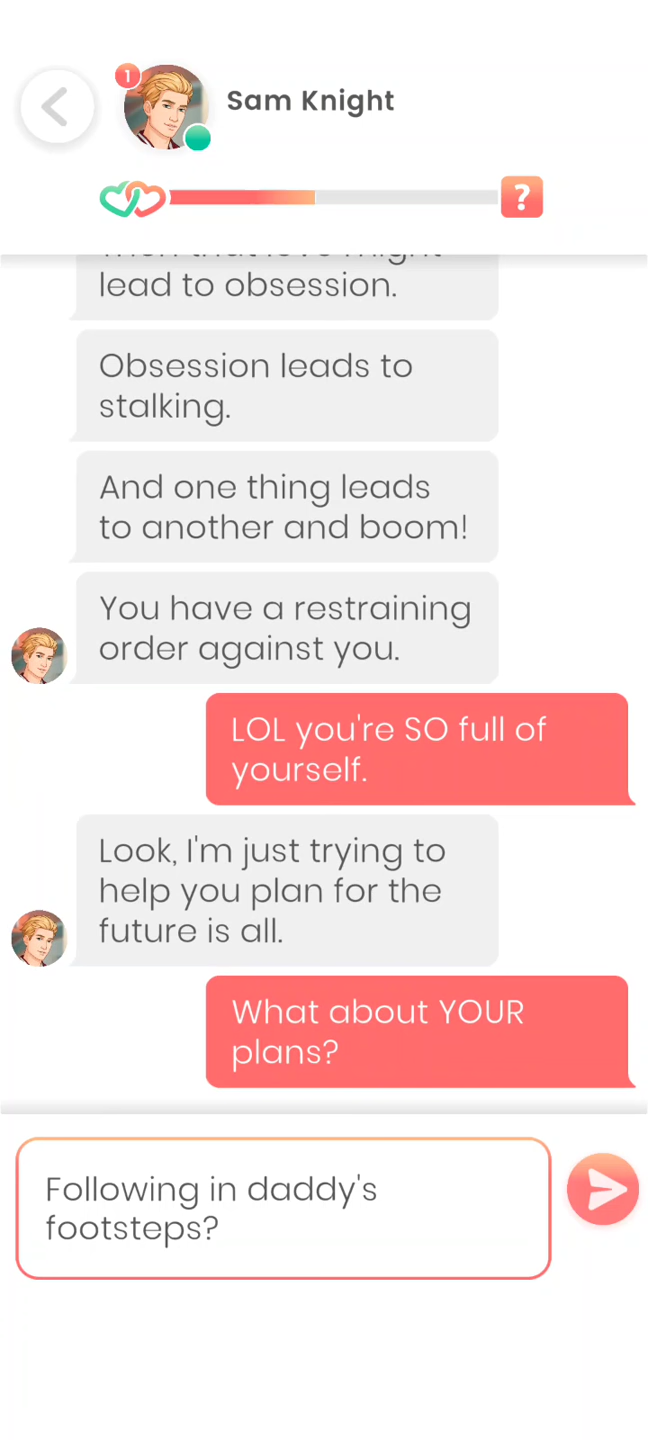 1
Sam Knight
?
lead to obsession.
Obsession leads to
stalking.
And one thing leads
to another and boom!
You have a restraining
order against you.
LOL you're SO full of
yourself.
Look, I'm just trying to
help you plan for the
future is all.
What about YOUR
plans?
Following in daddy's
footsteps?